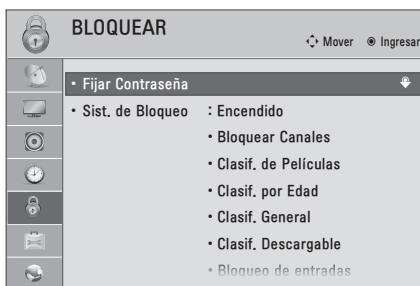 BLOQUEAR
Mover Ingresar
• Fijar Contraseña
• Sist. de Bloqueo : Encendido
• Bloquear Canales
• Clasif. de Películas
• Clasif. por Edad
• Clasif. General
• Clasif. Descargable
• Bloqueo de entradas